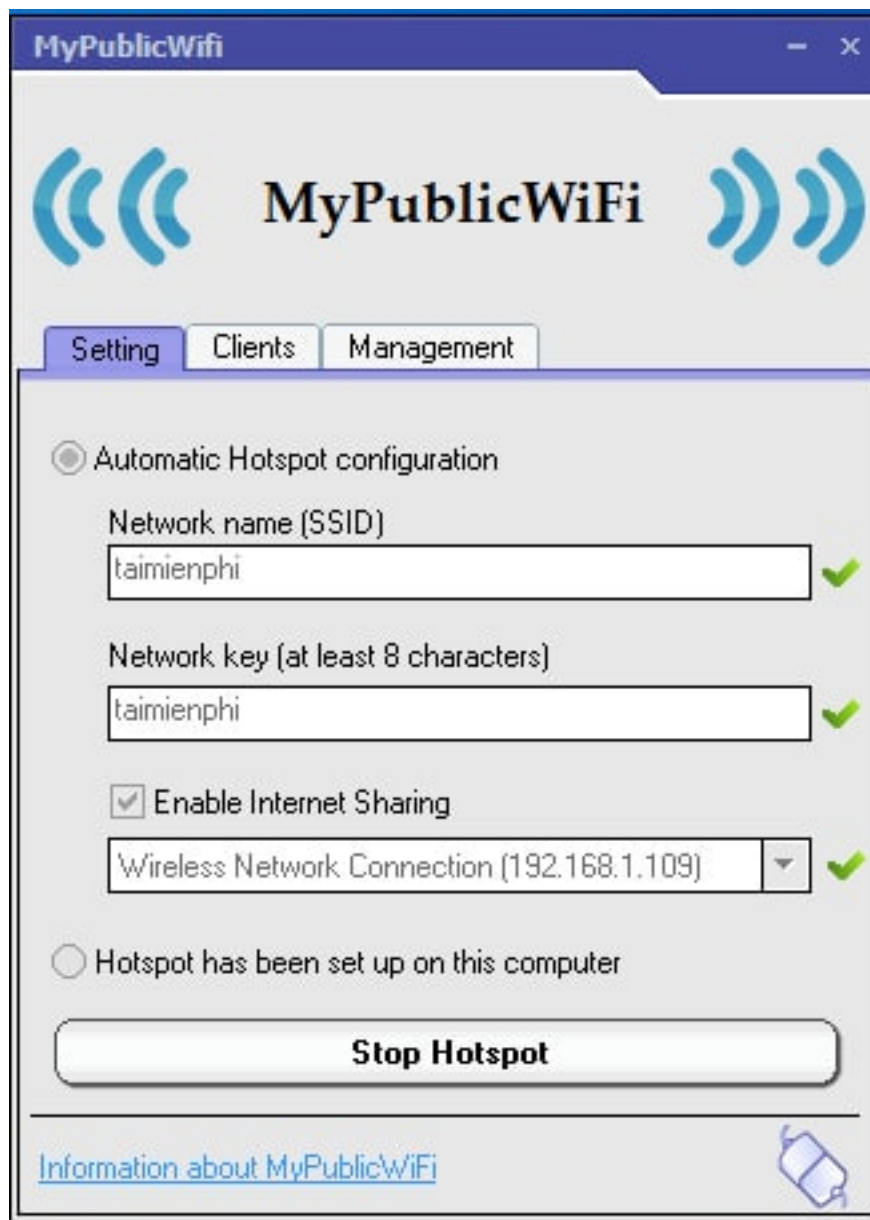 MyPublicWifi
MyPublicWiFi
Setting Clients Management
Automatic Hotspot configuration
Network name (SSID)
taimienphi
Network key (at least 8 characters)
taimienphi
Enable Internet Sharing
Wireless Network Connection (192.168.1.109)
Hotspot has been set up on this computer
Stop Hotspot
Information about MyPublicWiFi